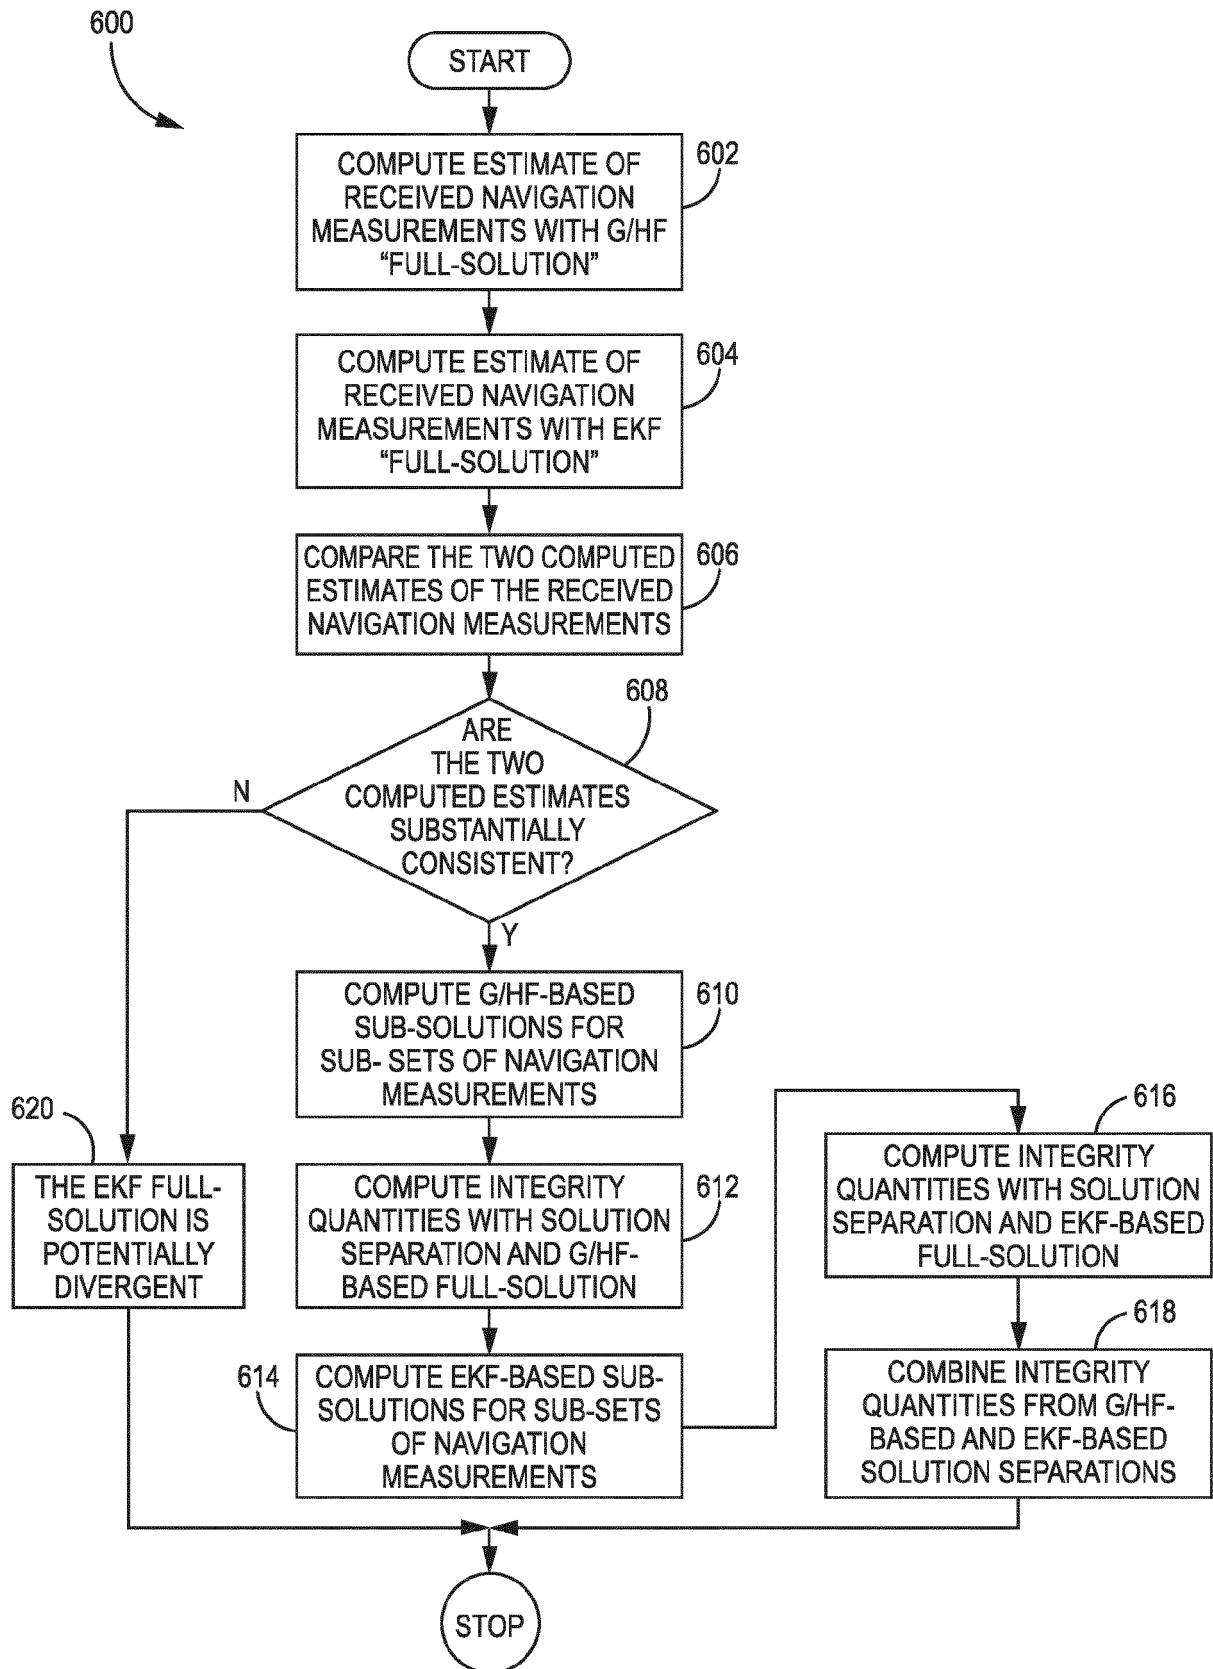 600
START
COMPUTE ESTIMATE OF
RECEIVED NAVIGATION
MEASUREMENTS WITH G/HF
“FULL-SOLUTION”
602
COMPUTE ESTIMATE OF
RECEIVED NAVIGATION
MEASUREMENTS WITH EKF
“FULL-SOLUTION”
604
COMPARE THE TWO COMPUTED
ESTIMATES OF THE RECEIVED
NAVIGATION MEASUREMENTS
606
ARE
THE TWO
COMPUTED ESTIMATES
SUBSTANTIALLY
CONSISTENT?
608
N
Y
COMPUTE G/HF-BASED
SUB-SOLUTIONS FOR
SUB- SETS OF NAVIGATION
MEASUREMENTS
610
COMPUTE INTEGRITY
QUANTITIES WITH SOLUTION
SEPARATION AND G/HF-
BASED FULL-SOLUTION
612
COMPUTE EKF-BASED SUB-
SOLUTIONS FOR SUB-SETS
OF NAVIGATION
MEASUREMENTS
614
COMPUTE INTEGRITY
QUANTITIES WITH SOLUTION
SEPARATION AND EKF-BASED
FULL-SOLUTION
616
COMBINE INTEGRITY
QUANTITIES FROM G/HF-
BASED AND EKF-BASED
SOLUTION SEPARATIONS
618
620
THE EKF FULL-
SOLUTION IS
POTENTIALLY
DIVERGENT
STOP